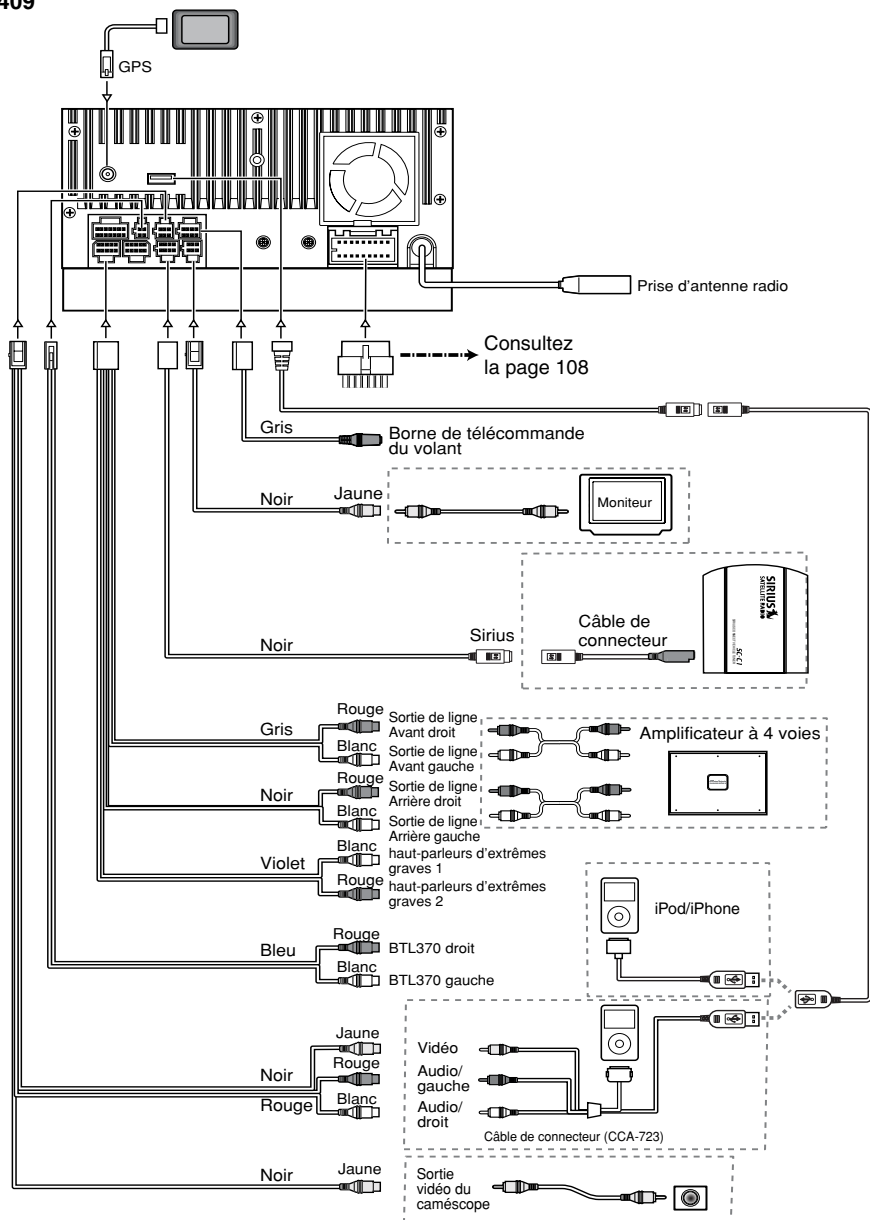 409
GPS
Prise d'antenne radio
Consultez
la page 108
Gris
Borne de télécommande
du volant
Noir
Jaune
Moniteur
SIRIUS
SATELLITE RADIO
SC-C1
Noir
Sirius
Câble de
connecteur
Gris
Rouge
Sortie de ligne
Avant droit
Blanc
Sortie de ligne
Avant gauche
Noir
Rouge
Sortie de ligne
Arrière droit
Blanc
Sortie de ligne
Arrière gauche
Amplificateur à 4 voies
Violet
Blanc
haut-parleurs d'extrêmes
graves 1
Rouge
haut-parleurs d'extrêmes
graves 2
iPod/iPhone
Bleu
Rouge
BTL370 droit
Blanc
BTL370 gauche
Jaune
Noir
Rouge
Rouge
Blanc
Vidéo
Audio/
gauche
Audio/
droit
Câble de connecteur (CCA-723)
Noir
Jaune
Sortie
vidéo du
caméscope